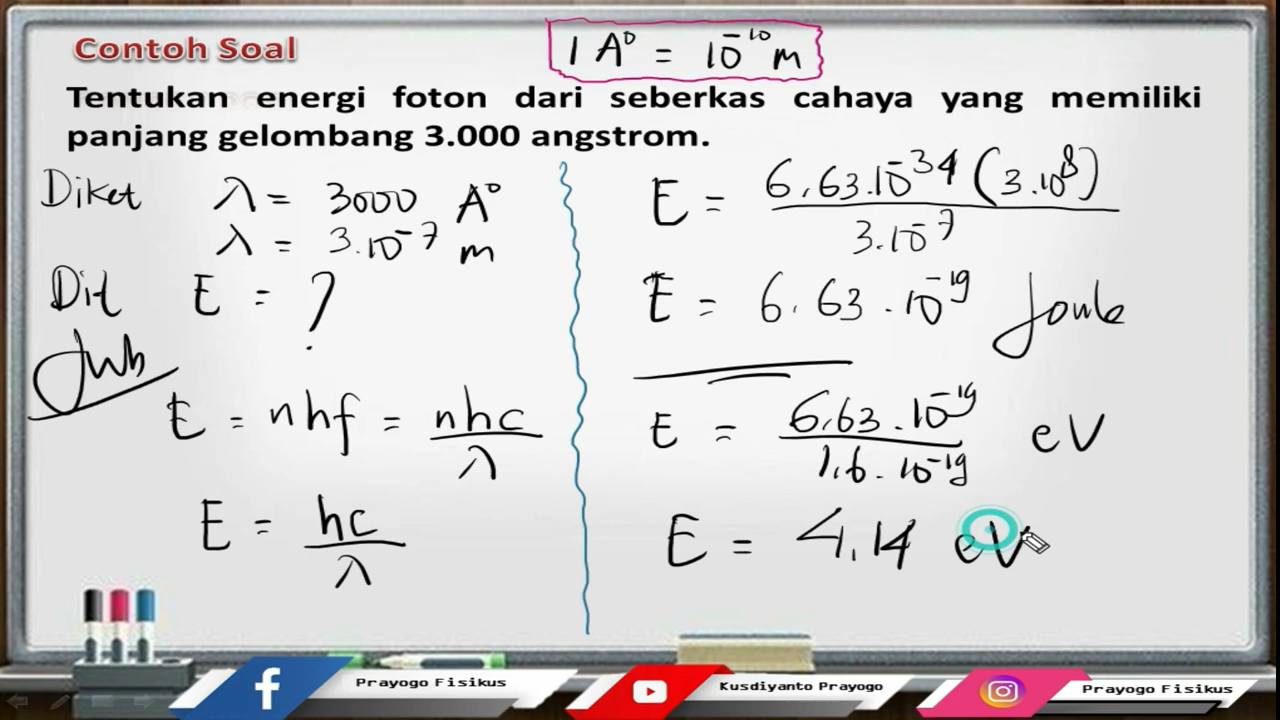 Contoh Soal
1 A° = 10⁻¹⁰ m
Tentukan energi foton dari seberkas cahaya yang memiliki
panjang gelombang 3.000 angstrom.
Diket λ = 3000 A°
λ = 3.10⁻⁷ m
Dit E = ?
Jwb
E = nhf = nhc/λ
E = hc/λ
E = 6,63.10⁻³⁴ (3.10⁸)/3.10⁻⁷
E = 6,63.10⁻¹⁹ Joule
E = 6,63.10⁻¹⁹/1,6.10⁻¹⁹ eV
E = 4,14 eV
Prayogo Fisikus
Kusdiyanto Prayogo
Prayogo Fisikus